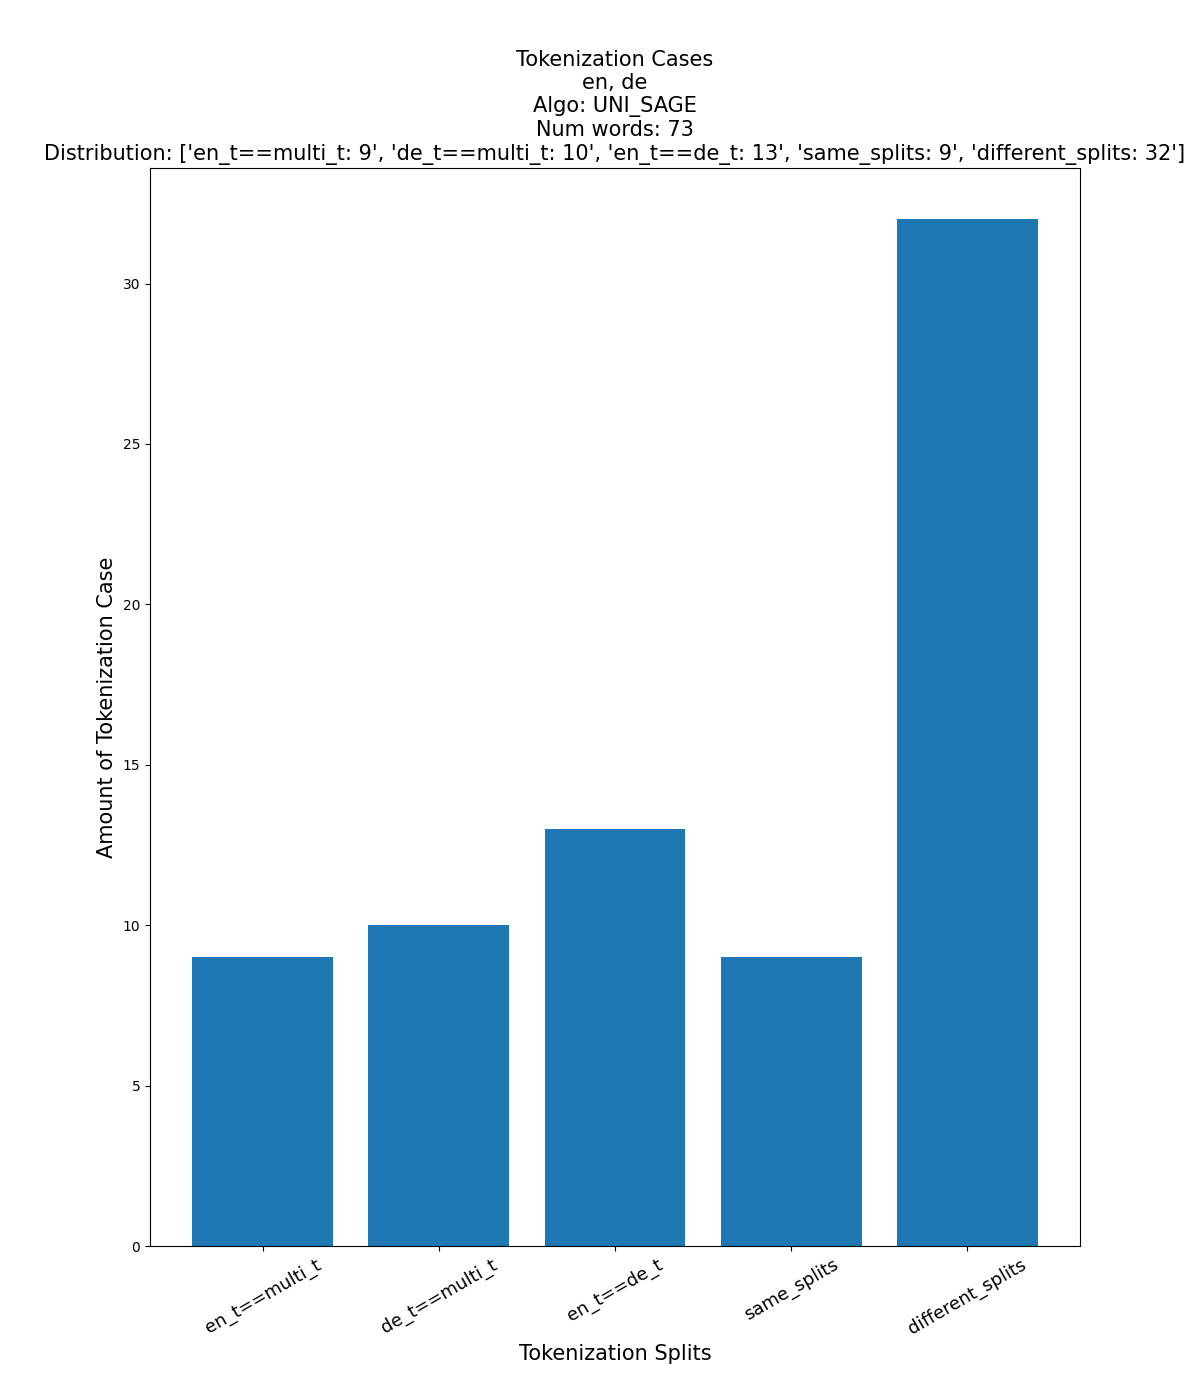 Tokenization Cases
en, de
Algo: UNI_SAGE
Num words: 73
Distribution: ['en_t==multi_t: 9', 'de_t==multi_t: 10', 'en_t==de_t: 13', 'same_splits: 9', 'different_splits: 32']
Amount of Tokenization Case
30
25
20
15
10
5
0
en_t==multi_t
de_t==multi_t
en_t==de_t
same_splits
different_splits
Tokenization Splits